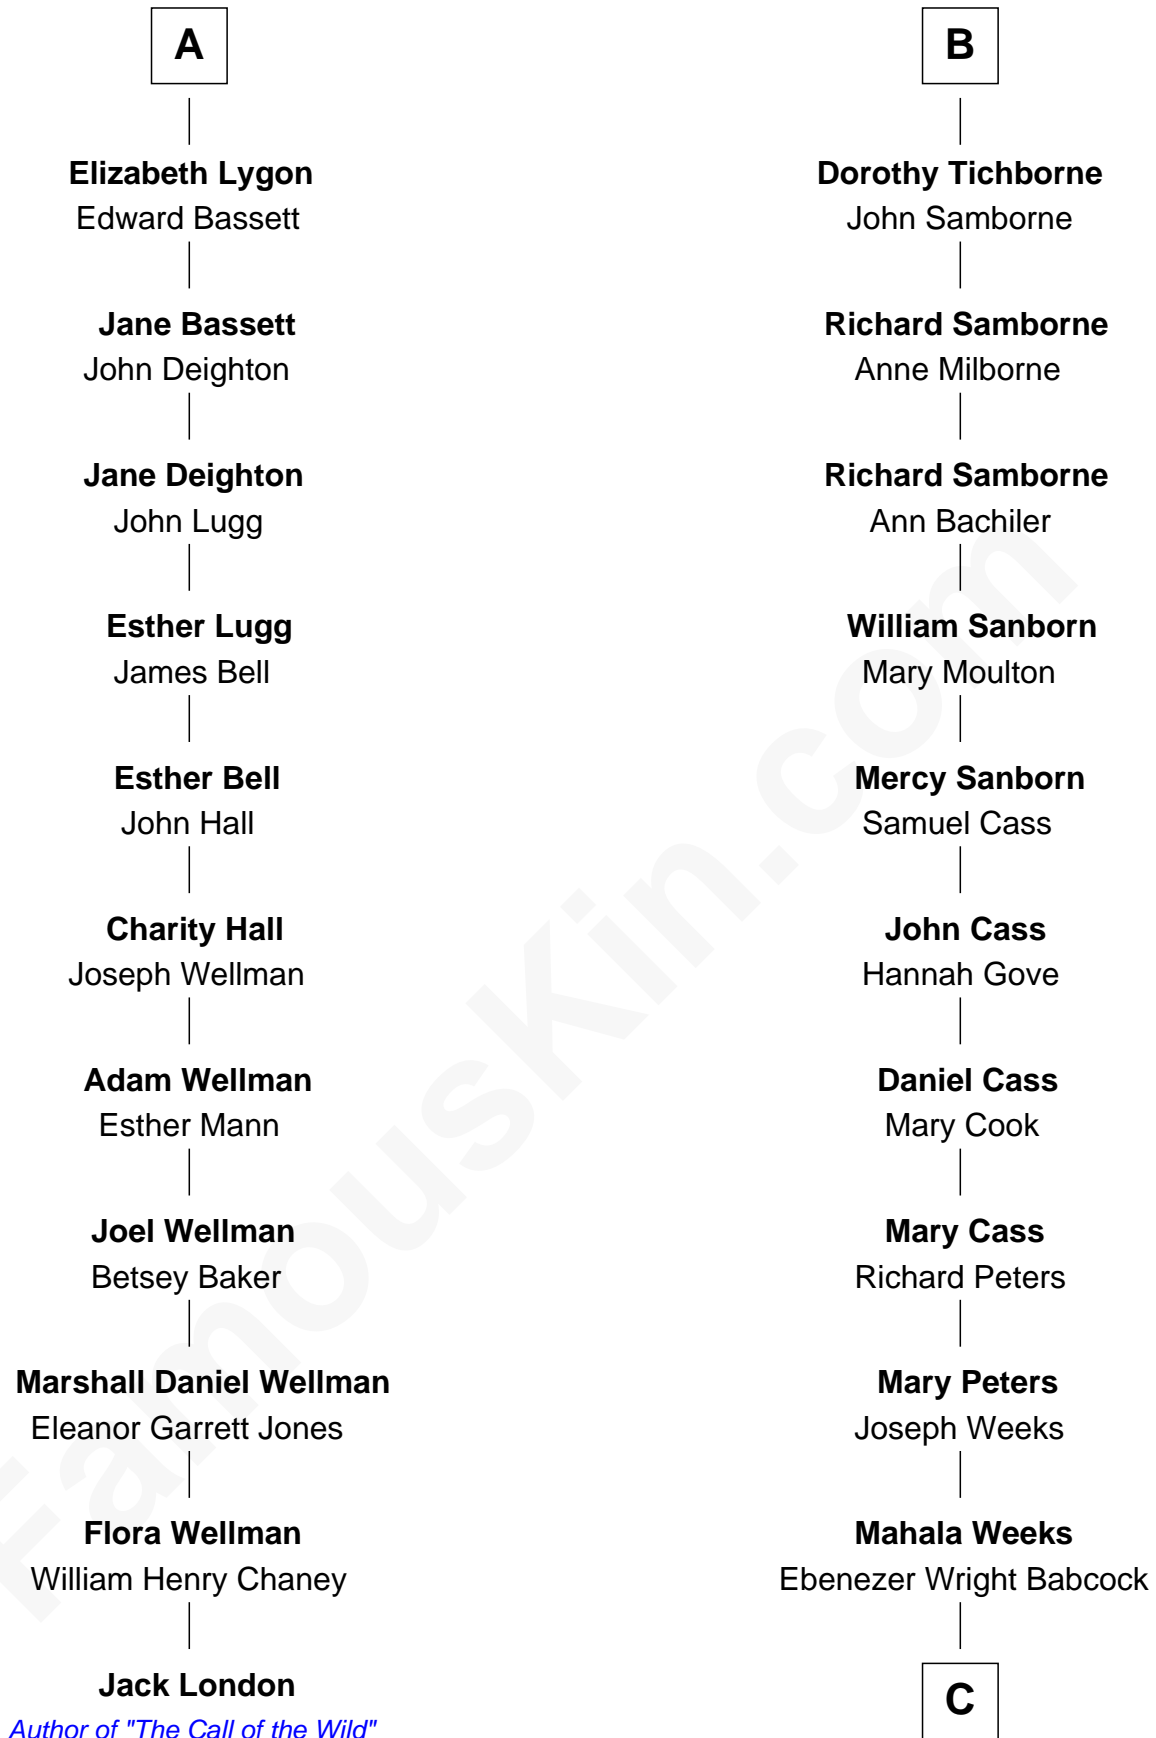 A
Elizabeth Lygon
Edward Bassett
Jane Bassett
John Deighton
Jane Deighton
John Lugg
Esther Lugg
James Bell
Esther Bell
John Hall
Charity Hall
Joseph Wellman
Adam Wellman
Esther Mann
Joel Wellman
Betsey Baker
Marshall Daniel Wellman
Eleanor Garrett Jones
Flora Wellman
William Henry Chaney
Jack London
Author of "The Call of the Wild"
B
Dorothy Tichborne
John Samborne
Richard Samborne
Anne Milborne
Richard Samborne
Ann Bachiler
William Sanborn
Mary Moulton
Mercy Sanborn
Samuel Cass
John Cass
Hannah Gove
Daniel Cass
Mary Cook
Mary Cass
Richard Peters
Mary Peters
Joseph Weeks
Mahala Weeks
Ebenezer Wright Babcock
C
FamousKin.com